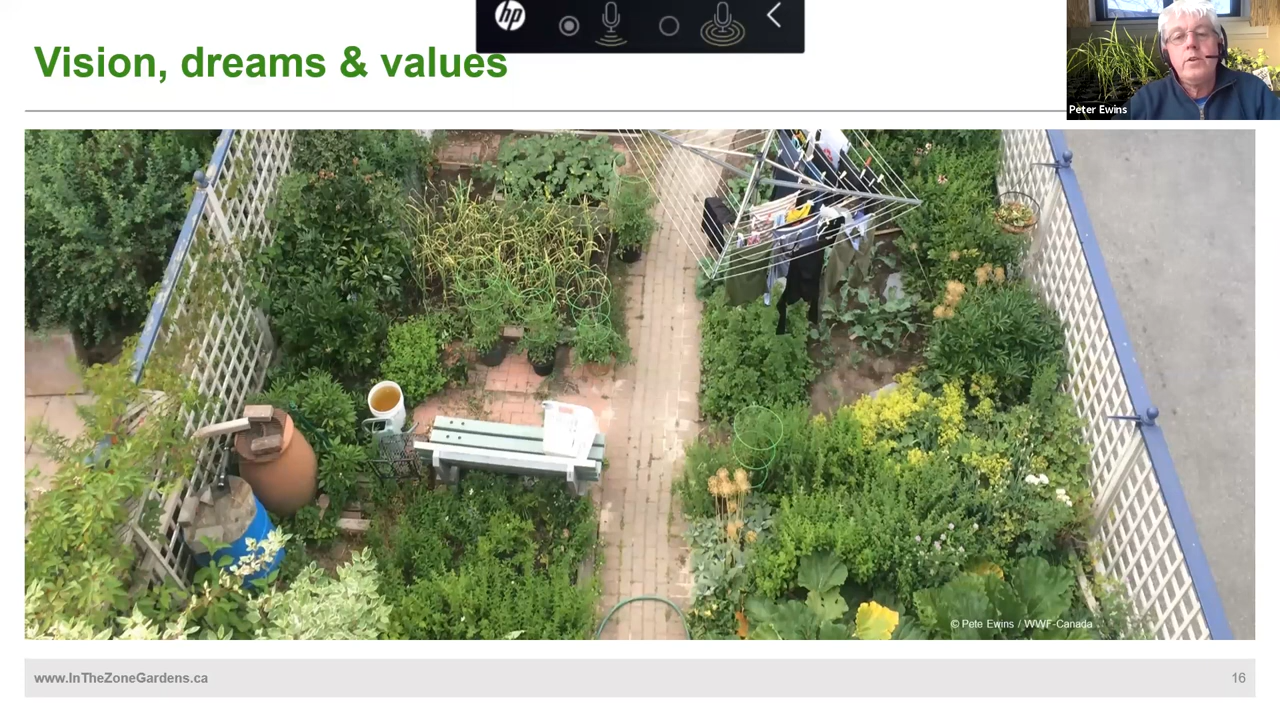 hp
Vision, dreams & values
Peter Ewins
© Pete Ewins / WWF-Canada
www.InTheZoneGardens.ca
16